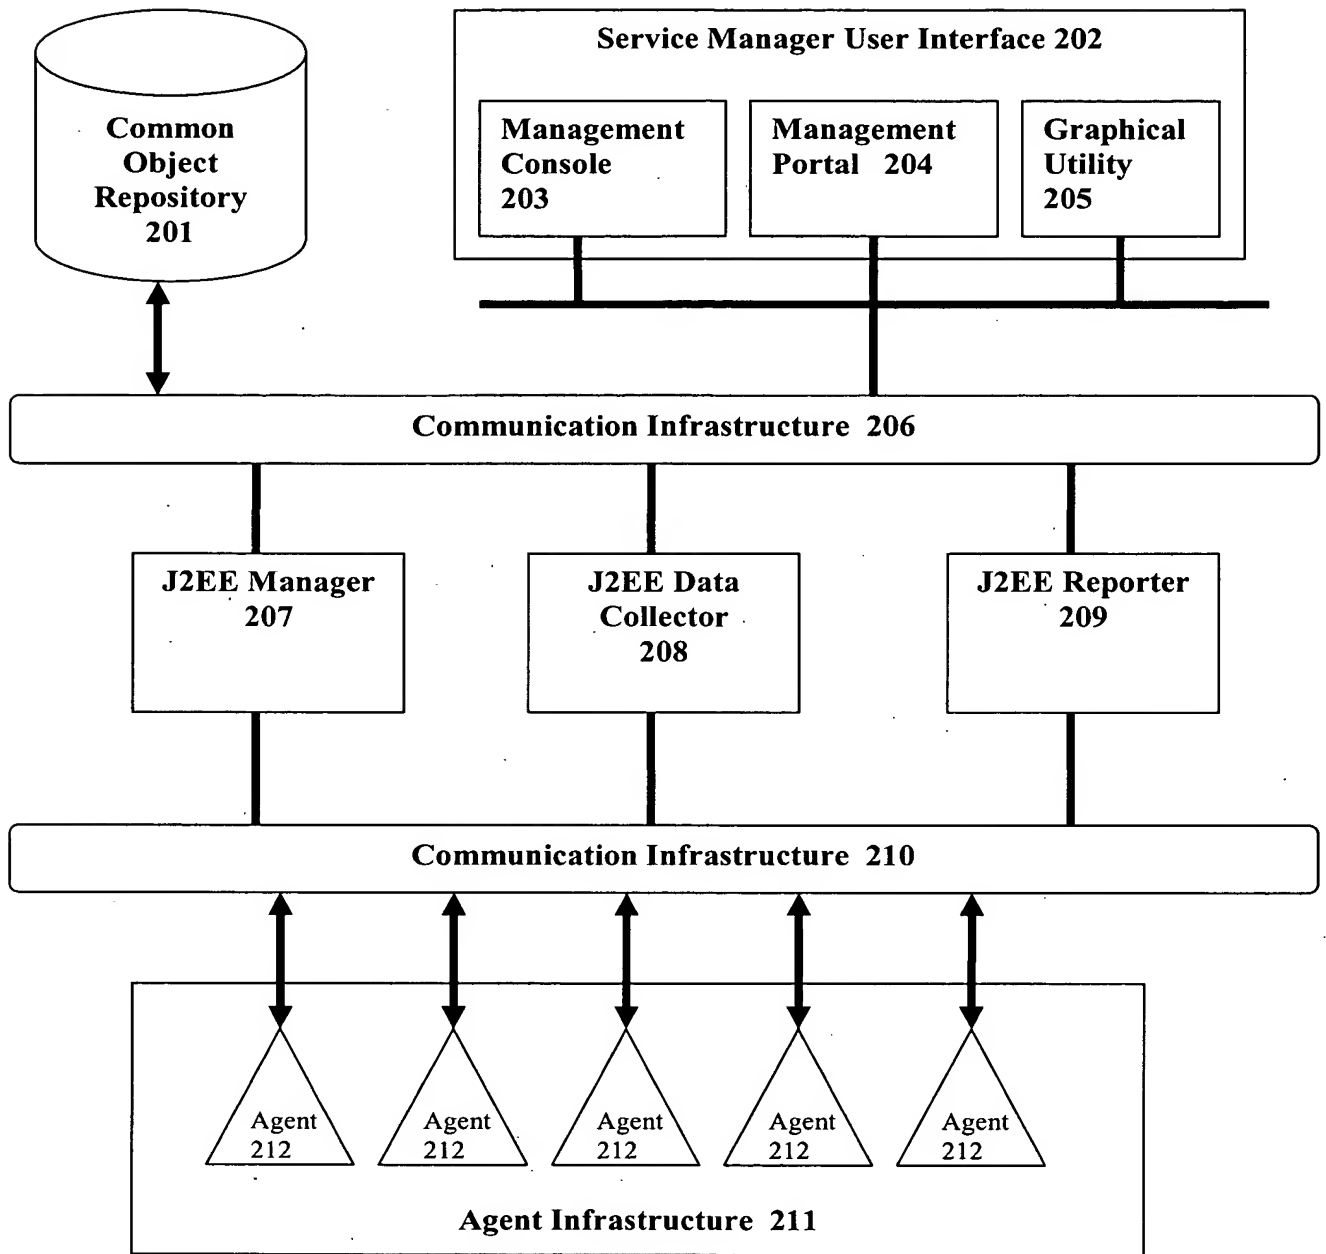 Common
Object
Repository
201
Service Manager User Interface 202
Management
Console
203
Management
Portal 204
Graphical
Utility
205
Communication Infrastructure 206
J2EE Manager
207
J2EE Data
Collector
208
J2EE Reporter
209
Communication Infrastructure 210
Agent
212
Agent
212
Agent
212
Agent
212
Agent
212
Agent Infrastructure 211